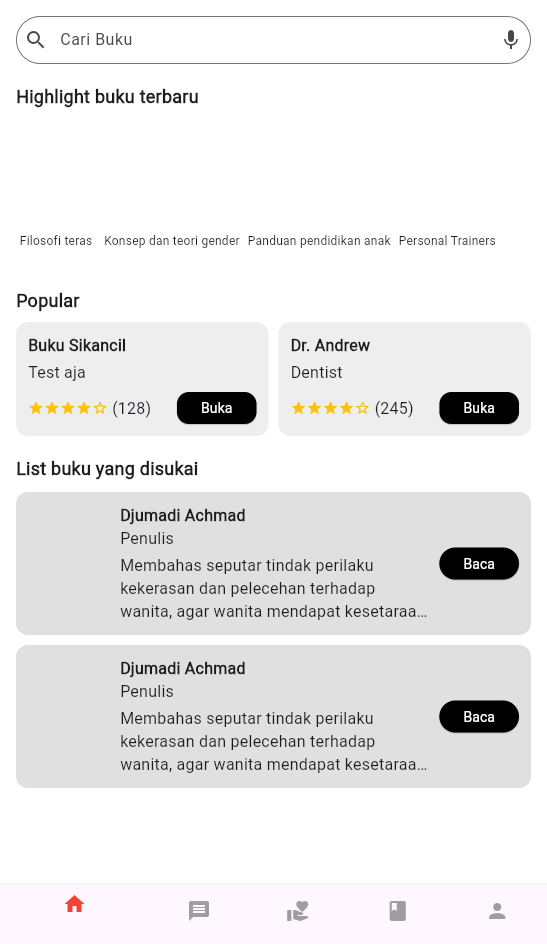 Cari Buku
Highlight buku terbaru
Filosofi teras Konsep dan teori gender Panduan pendidikan anak Personal Trainers
Popular
Buku Sikancil
Test aja
(128) Buka
Dr. Andrew
Dentist
(245) Buka
List buku yang disukai
Djumadi Achmad
Penulis
Membahas seputar tindak perilaku
kekerasan dan pelecehan terhadap
wanita, agar wanita mendapat kesetaraa...
Baca
Djumadi Achmad
Penulis
Membahas seputar tindak perilaku
kekerasan dan pelecehan terhadap
wanita, agar wanita mendapat kesetaraa...
Baca